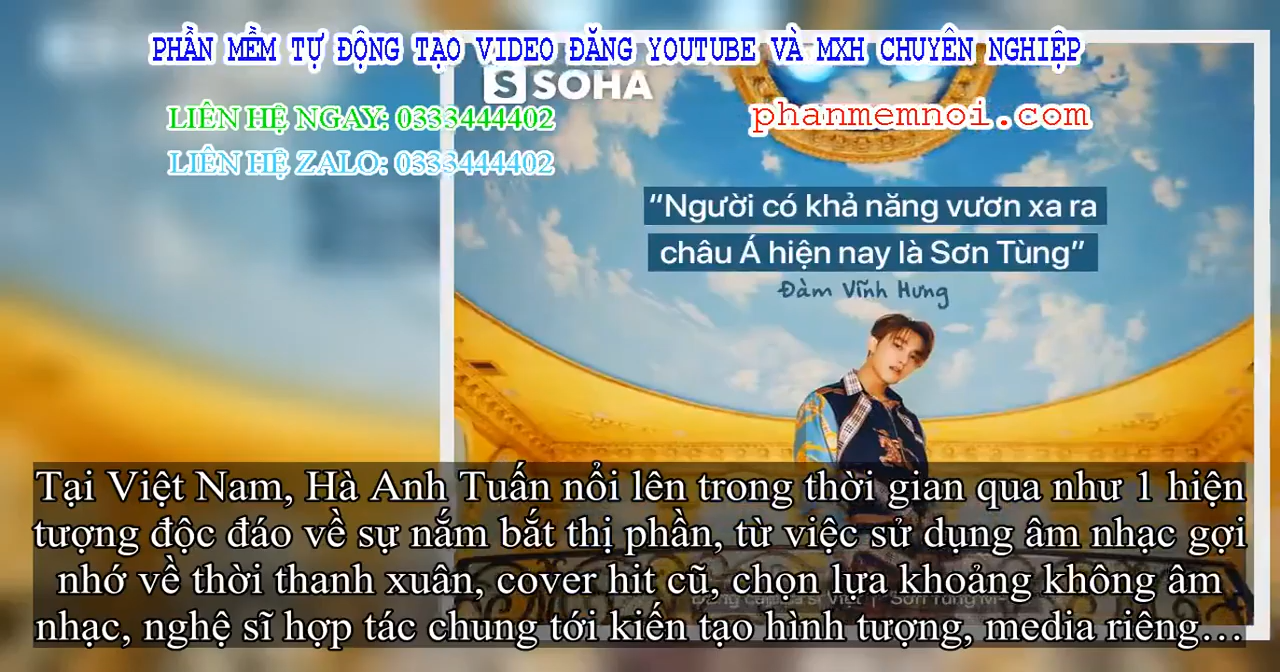 PHẦN MỀM TỰ ĐỘNG TẠO VIDEO ĐĂNG YOUTUBE VÀ MXH CHUYÊN NGHIỆP
SOHA
LIÊN HỆ NGAY: 0333444402
phanmemnoi.com
LIÊN HỆ ZALO: 0333444402
“Người có khả năng vươn xa ra
châu Á hiện nay là Sơn Tùng”
Đàm Vĩnh Hưng
Tại Việt Nam, Hà Anh Tuấn nổi lên trong thời gian qua như 1 hiện
tượng độc đáo về sự nắm bắt thị phần, từ việc sử dụng âm nhạc gợi
nhớ về thời thanh xuân, cover hit cũ, chọn lựa khoảng không âm
nhạc, nghệ sĩ hợp tác chung tới kiến tạo hình tượng, media riêng…